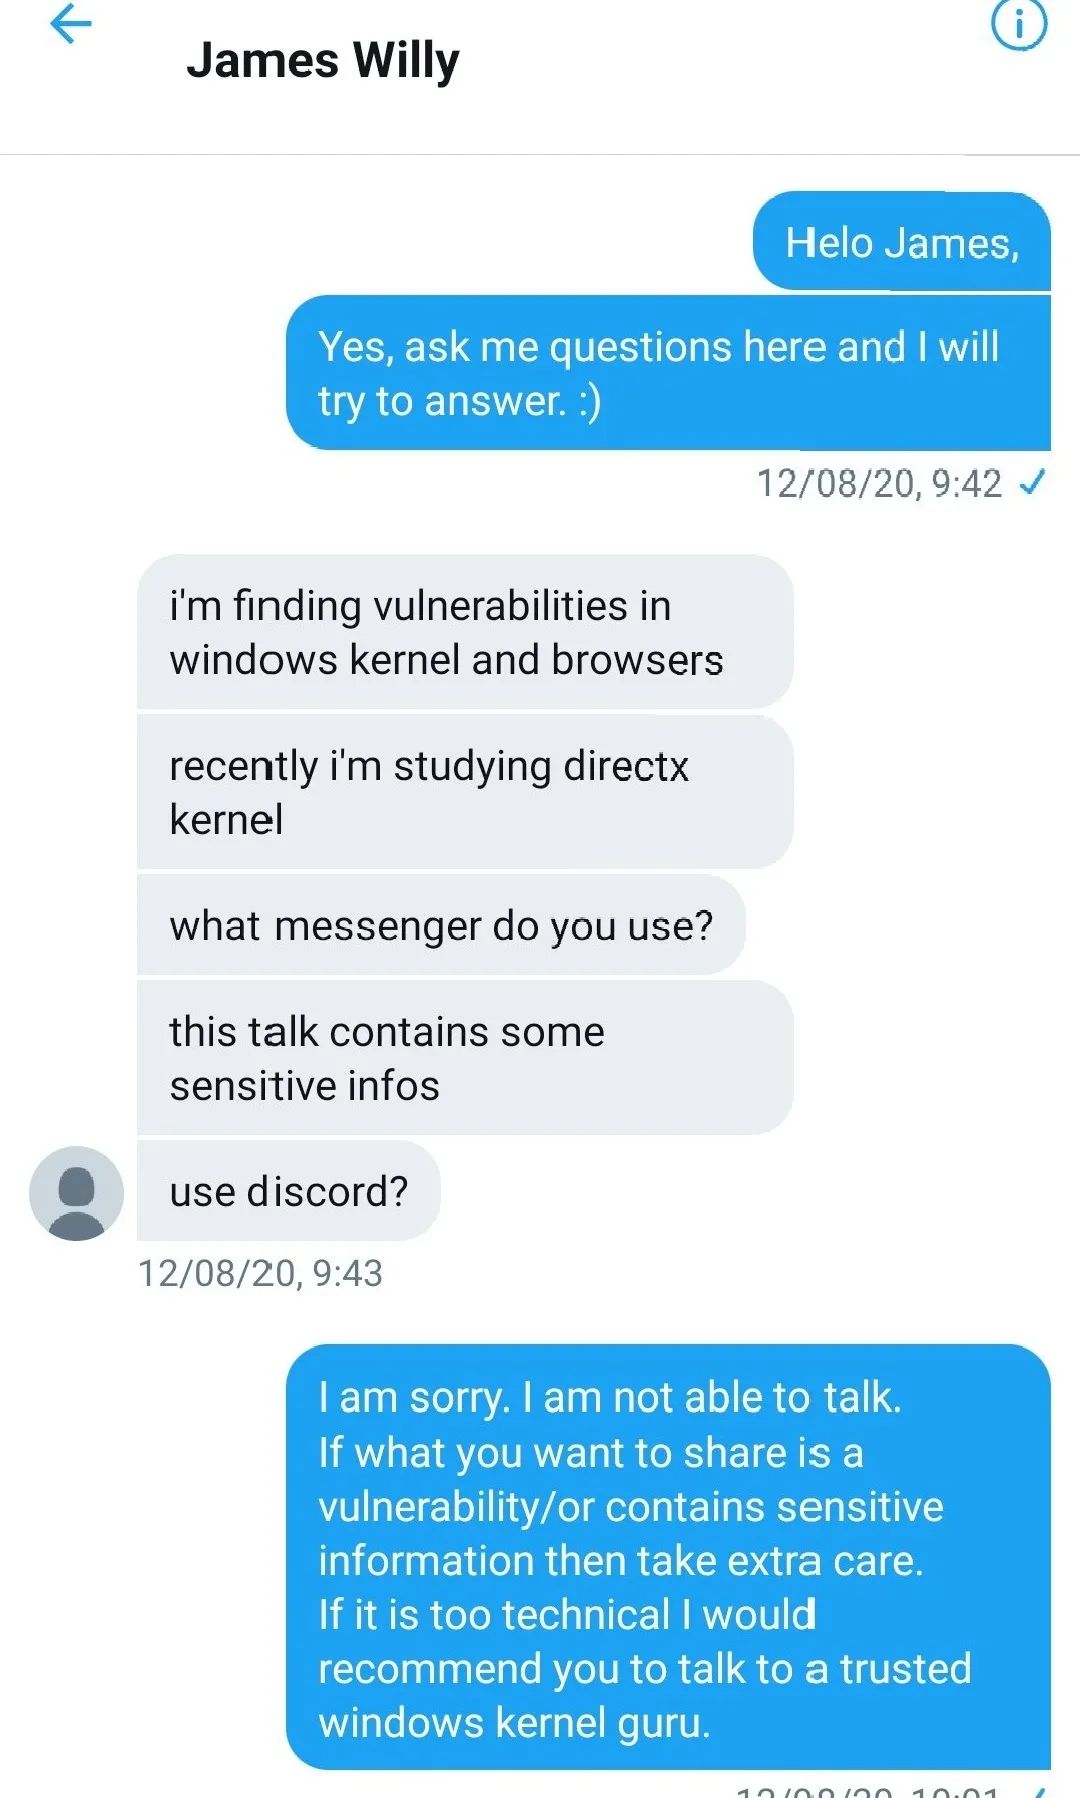 James Willy
Helo James,
Yes, ask me questions here and I will
try to answer. :)
12/08/20, 9:42
i'm finding vulnerabilities in
windows kernel and browsers
recently i'm studying directx
kernel
what messenger do you use?
this talk contains some
sensitive infos
use discord?
12/08/20, 9:43
I am sorry. I am not able to talk.
If what you want to share is a
vulnerability/or contains sensitive
information then take extra care.
If it is too technical I would
recommend you to talk to a trusted
windows kernel guru.